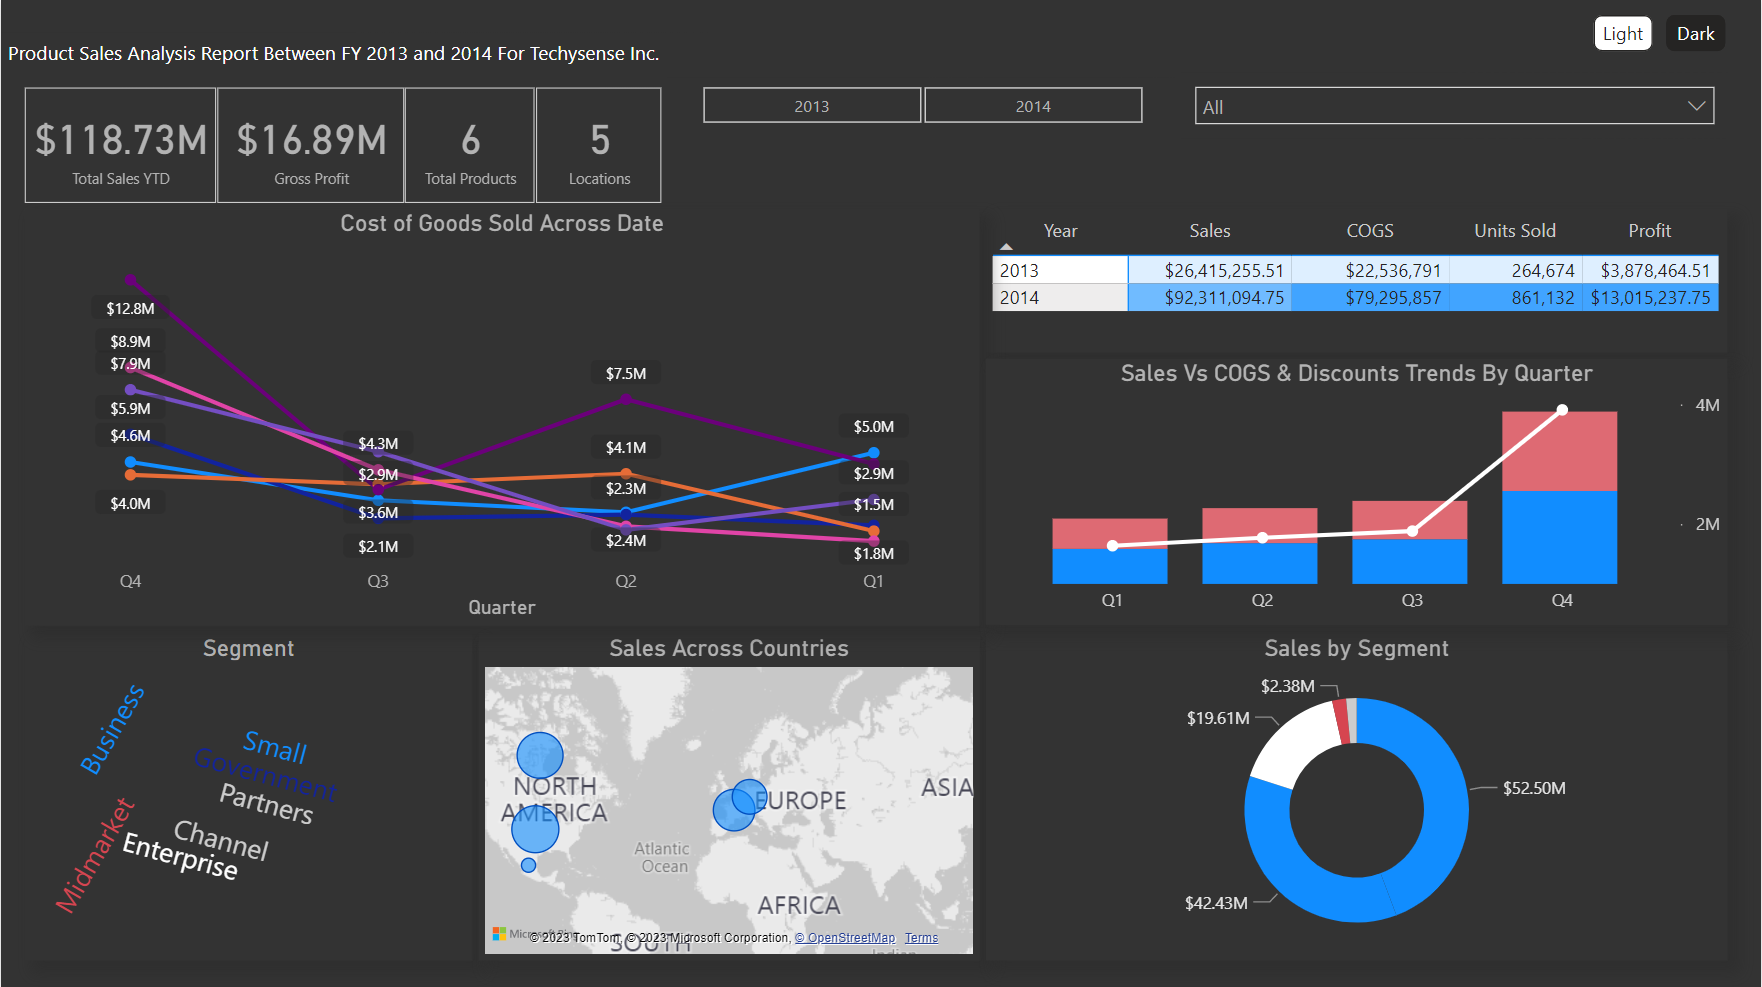 Light
Dark
Product Sales Analysis Report Between FY 2013 and 2014 For Techysense Inc.
$118.73M
Total Sales YTD
$16.89M
Gross Profit
6
Total Products
5
Locations
2013
2014
All
Cost of Goods Sold Across Date
$12.8M
$8.9M
$7.9M
$5.9M
$4.6M
$4.0M
$4.3M
$2.9M
$3.6M
$2.1M
$7.5M
$4.1M
$2.3M
$2.4M
$5.0M
$2.9M
$1.5M
$1.8M
Q4 Q3 Q2 Q1
Quarter
Year Sales COGS Units Sold Profit
2013 $26,415,255.51 $22,536,791 264,674 $3,878,464.51
2014 $92,311,094.75 $79,295,857 861,132 $13,015,237.75
Sales Vs COGS & Discounts Trends By Quarter
4M
2M
Q1 Q2 Q3 Q4
Segment
Business
Small
Government
Partners
Channel
Enterprise
Midmarket
Sales Across Countries
NORTH
AMERICA
EUROPE
ASIA
Atlantic
Ocean
AFRICA
SOUTH
© 2023 TomTom, © 2023 Microsoft Corporation, © OpenStreetMap Terms
Sales by Segment
$2.38M
$19.61M
$52.50M
$42.43M